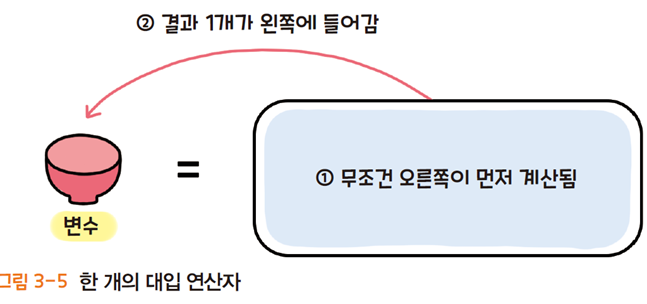 ② 결과 1개가 왼쪽에 들어감
=
① 무조건 오른쪽이 먼저 계산됨
변수
그림 3-5 한 개의 대입 연산자